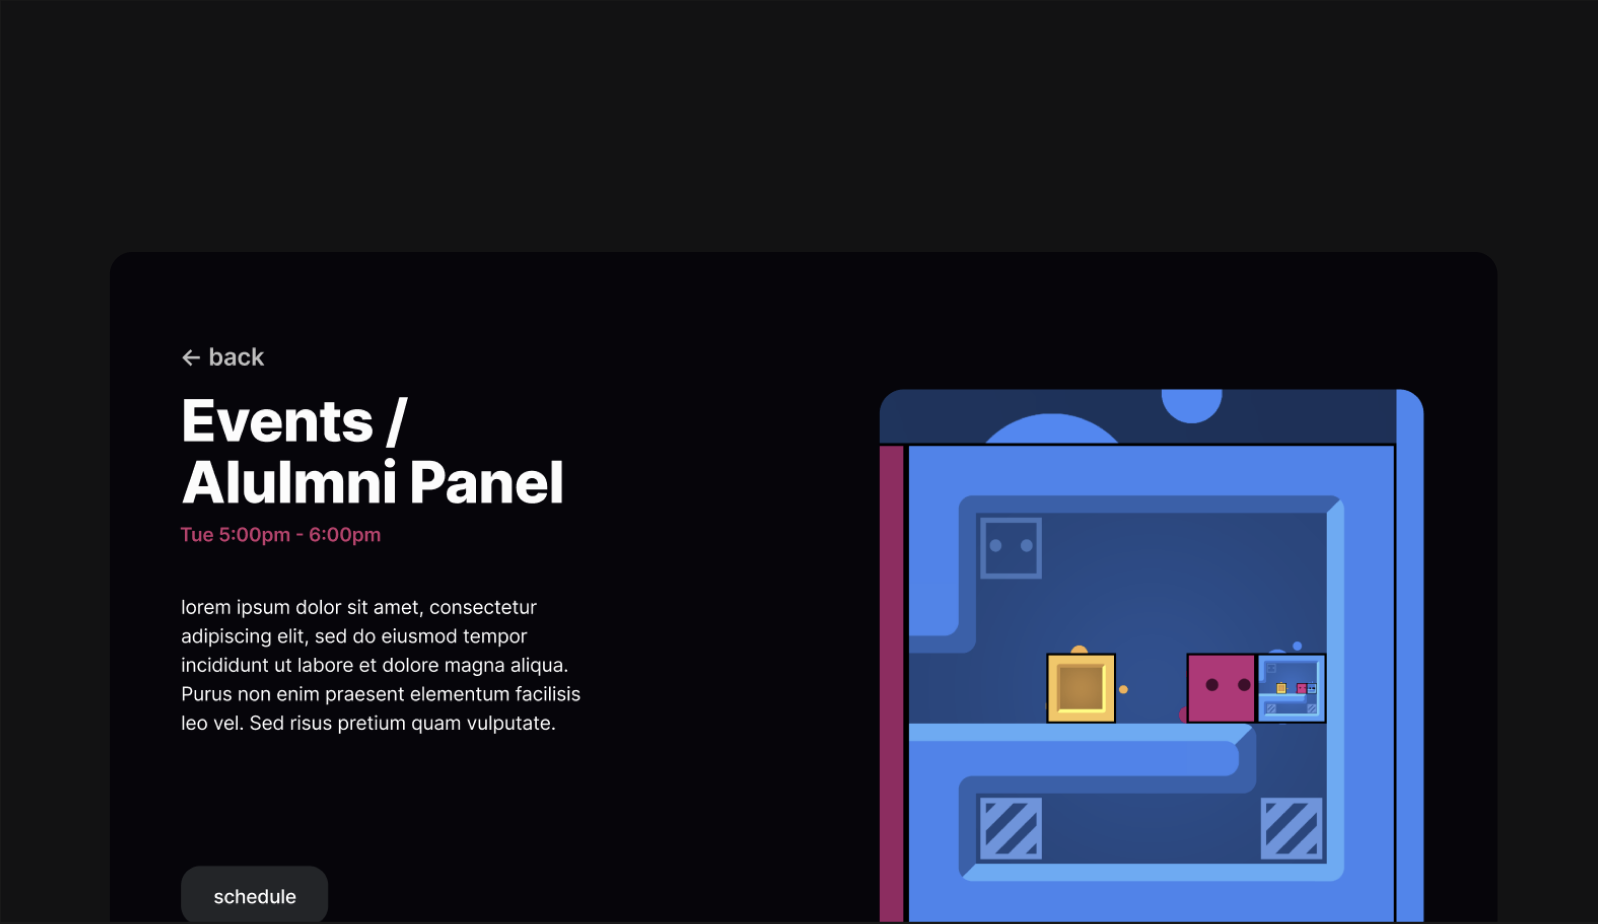 ← back
Events /
Alulmni Panel
Tue 5:00pm - 6:00pm
lorem ipsum dolor sit amet, consectetur
adipiscing elit, sed do eiusmod tempor
incididunt ut labore et dolore magna aliqua.
Purus non enim praesent elementum facilisis
leo vel. Sed risus pretium quam vulputate.
schedule